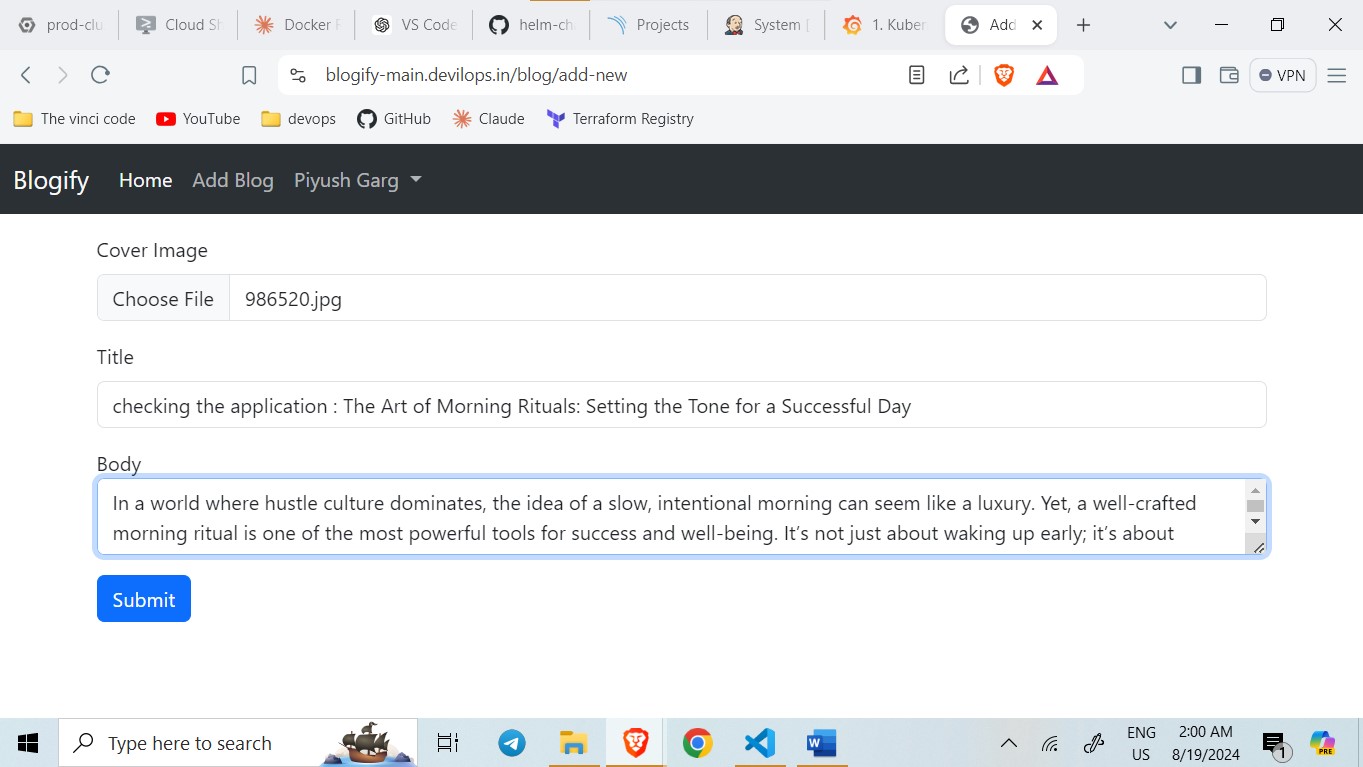 prod-clu
Cloud Sh
Docker F
VS Code
helm-cha
Projects
System [
1. Kuber
Add
blogify-main.devilops.in/blog/add-new
VPN
The vinci code
YouTube
devops
GitHub
Claude
Terraform Registry
Blogify
Home
Add Blog
Piyush Garg
Cover Image
Choose File
986520.jpg
Title
checking the application : The Art of Morning Rituals: Setting the Tone for a Successful Day
Body
In a world where hustle culture dominates, the idea of a slow, intentional morning can seem like a luxury. Yet, a well-crafted
morning ritual is one of the most powerful tools for success and well-being. It’s not just about waking up early; it’s about
Submit
Type here to search
ENG
US
2:00 AM
8/19/2024
1
PRE